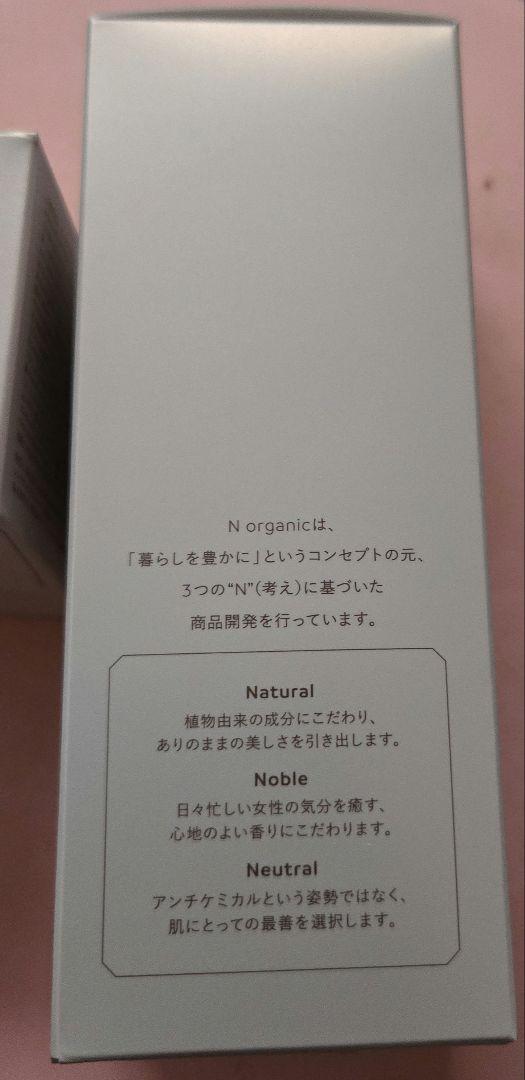 N organicは、
「暮らしを豊かに」というコンセプトの元、
3つの“N”(考え)に基づいた
商品開発を行っています。
Natural
植物由来の成分にこだわり、
ありのままの美しさを引き出します。
Noble
日々忙しい女性の気分を癒す、
心地のよい香りにこだわります。
Neutral
アンチケミカルという姿勢ではなく、
肌にとっての最善を選択します。